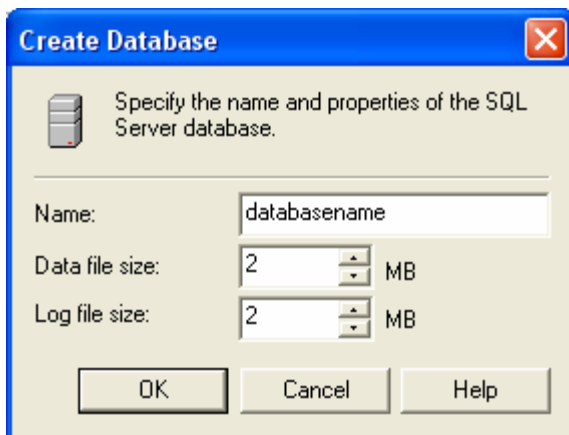 Create Database
Specify the name and properties of the SQL
Server database.
Name: databasename
Data file size: 2 MB
Log file size: 2 MB
OK Cancel Help